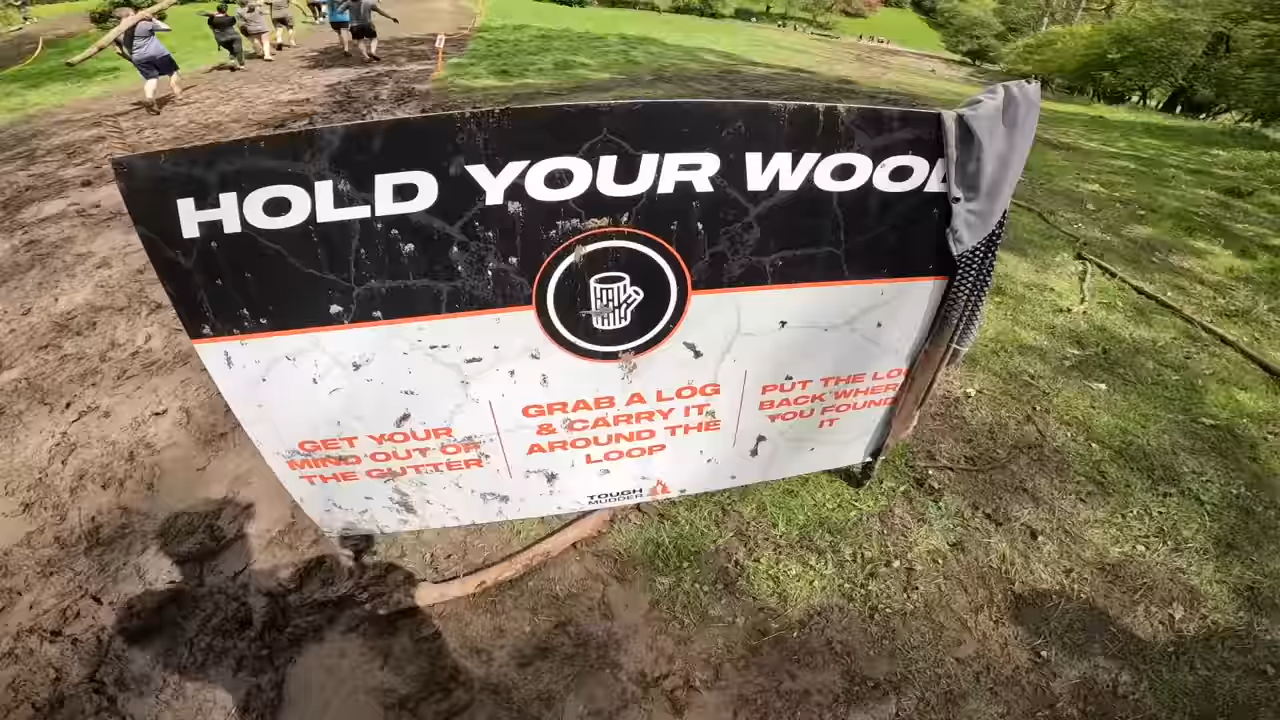 HOLD YOUR WOOD
GET YOUR
MIND OUT OF
THE GUTTER
GRAB A LOG
& CARRY IT
AROUND THE
LOOP
PUT THE LO
BACK WHER
YOU FOUND
IT
TOUGH
MUDDER